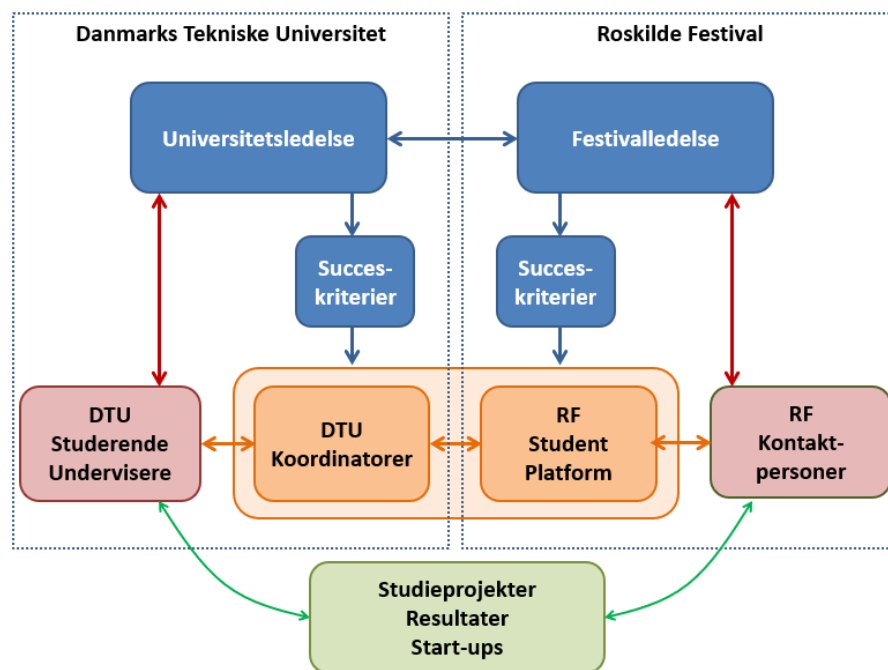 Danmarks Tekniske Universitet
Roskilde Festival
Universitetsledelse
Festivalledelse
Succes-
kriterier
Succes-
kriterier
DTU
Studerende
Undervisere
DTU
Koordinatorer
RF
Student
Platform
RF
Kontakt-
personer
Studieprojekter
Resultater
Start-ups